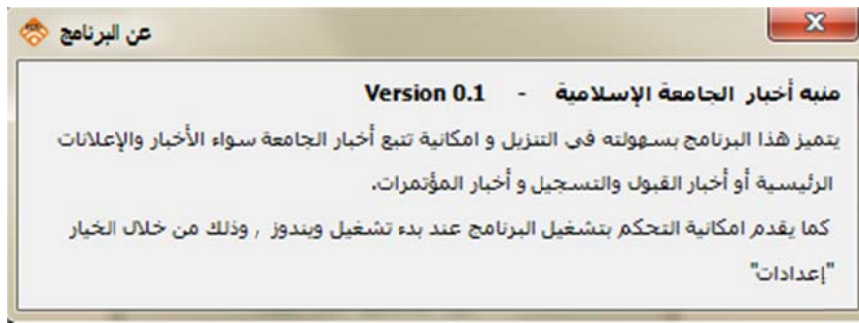 عن البرنامج
منبه أخبار الجامعة الإسلامية - Version 0.1
يتميز هذا البرنامج بسهولته في التنزيل و امكانية تتبع أخبار الجامعة سواء الأخبار والإعلانات
الرئيسية أو أخبار القبول والتسجيل و أخبار المؤتمرات.
كما يقدم امكانية التحكم بتشغيل البرنامج عند بدء تشغيل ويندوز , وذلك من خلال الخيار
"إعدادات"